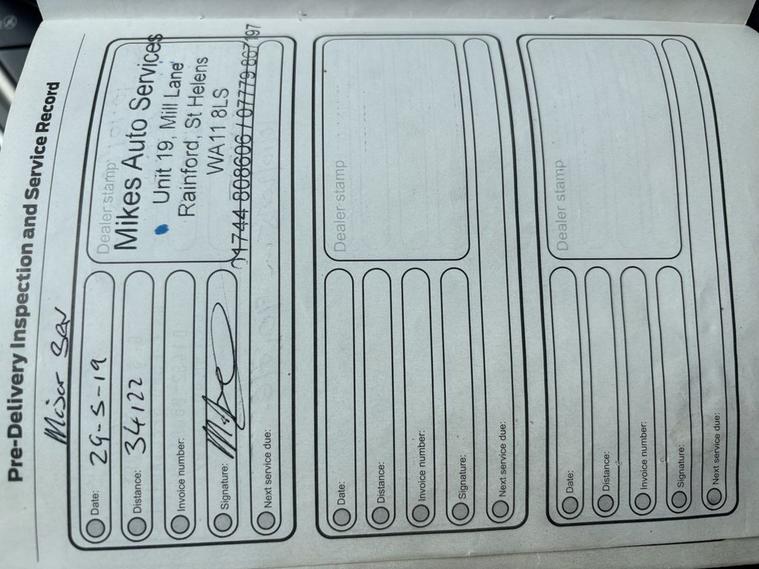 Pre-Delivery Inspection and Service Record
Major Ser
Date: 29-5-19
Distance: 34122
Invoice number:
Signature:
Next service due:
Dealer stamp
Mikes Auto Services
Unit 19, Mill Lane
Rainford, St Helens
WA11 8LS
01744 808606 / 07779 867197
Date:
Distance:
Invoice number:
Signature:
Next service due:
Dealer stamp
Date:
Distance:
Invoice number:
Signature:
Next service due:
Dealer stamp